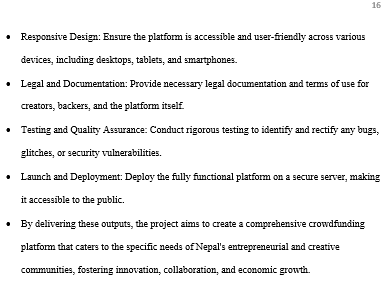 16
• Responsive Design: Ensure the platform is accessible and user-friendly across various
devices, including desktops, tablets, and smartphones.
• Legal and Documentation: Provide necessary legal documentation and terms of use for
creators, backers, and the platform itself.
• Testing and Quality Assurance: Conduct rigorous testing to identify and rectify any bugs,
glitches, or security vulnerabilities.
• Launch and Deployment: Deploy the fully functional platform on a secure server, making
it accessible to the public.
• By delivering these outputs, the project aims to create a comprehensive crowdfunding
platform that caters to the specific needs of Nepal's entrepreneurial and creative
communities, fostering innovation, collaboration, and economic growth.